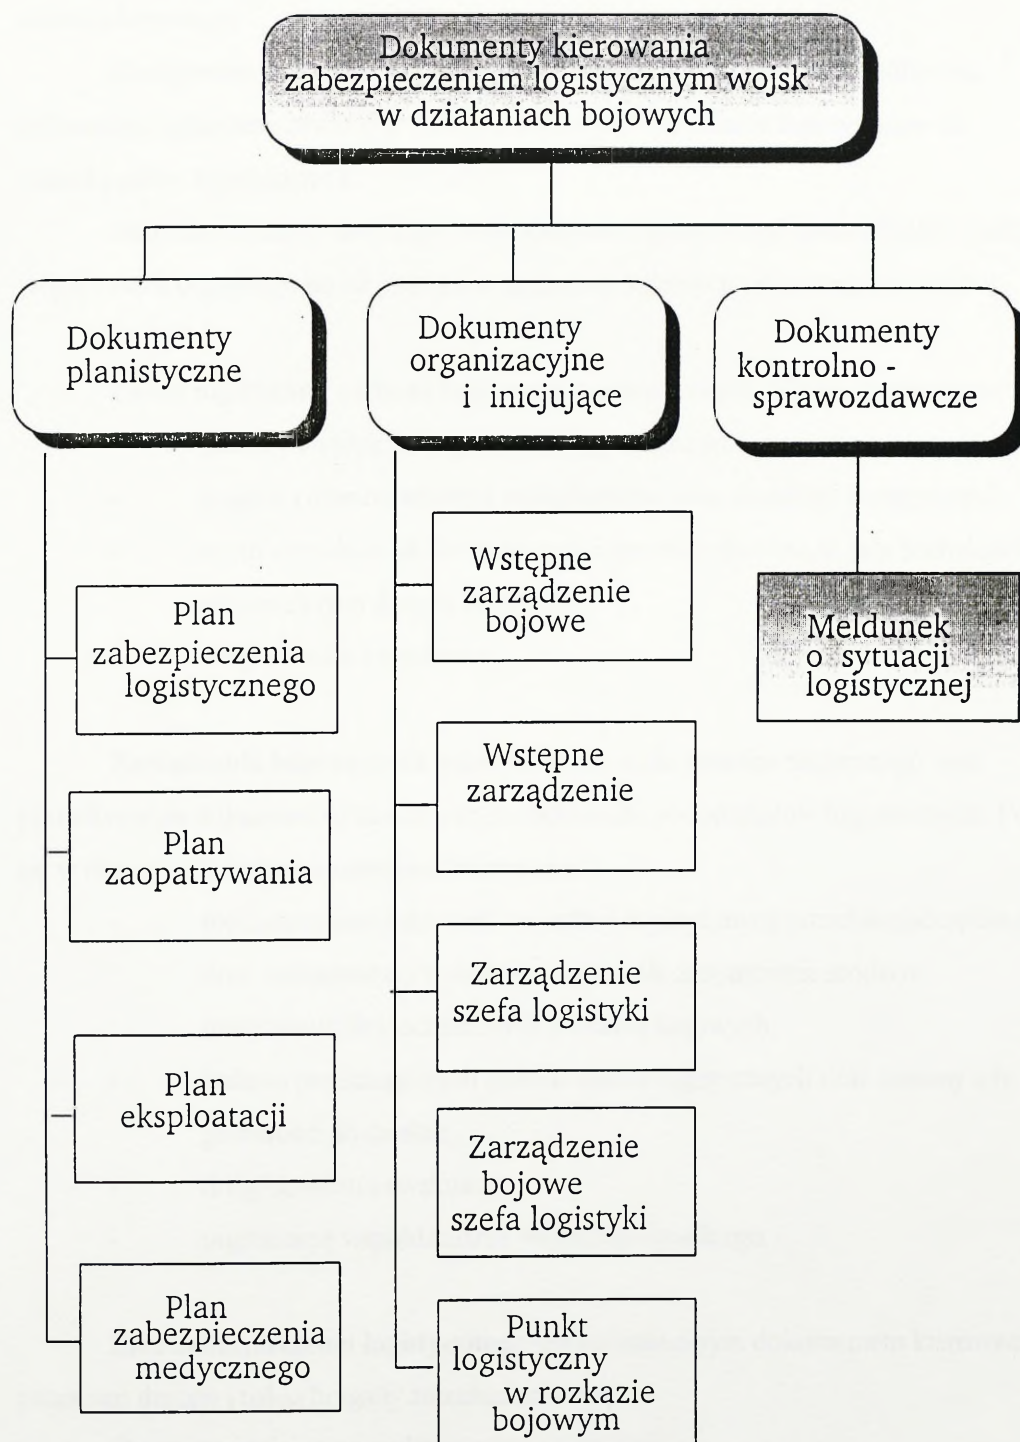 Dokumenty kierowania
zabezpieczeniem logistycznym wojsk
w działaniach bojowych
Dokumenty
planistyczne
Dokumenty
organizacyjne
i inicjujące
Dokumenty
kontrolno -
sprawozdawcze
Plan
zabezpieczenia
logistycznego
Plan
zaopatrywania
Plan
eksploatacji
Plan
zabezpieczenia
medycznego
Wstępne
zarządzenie
bojowe
Wstępne
zarządzenie
Zarządzenie
szefa logistyki
Zarządzenie
bojowe
szefa logistyki
Punkt
logistyczny
w rozkazie
bojowym
Meldunek
o sytuacji
logistycznej